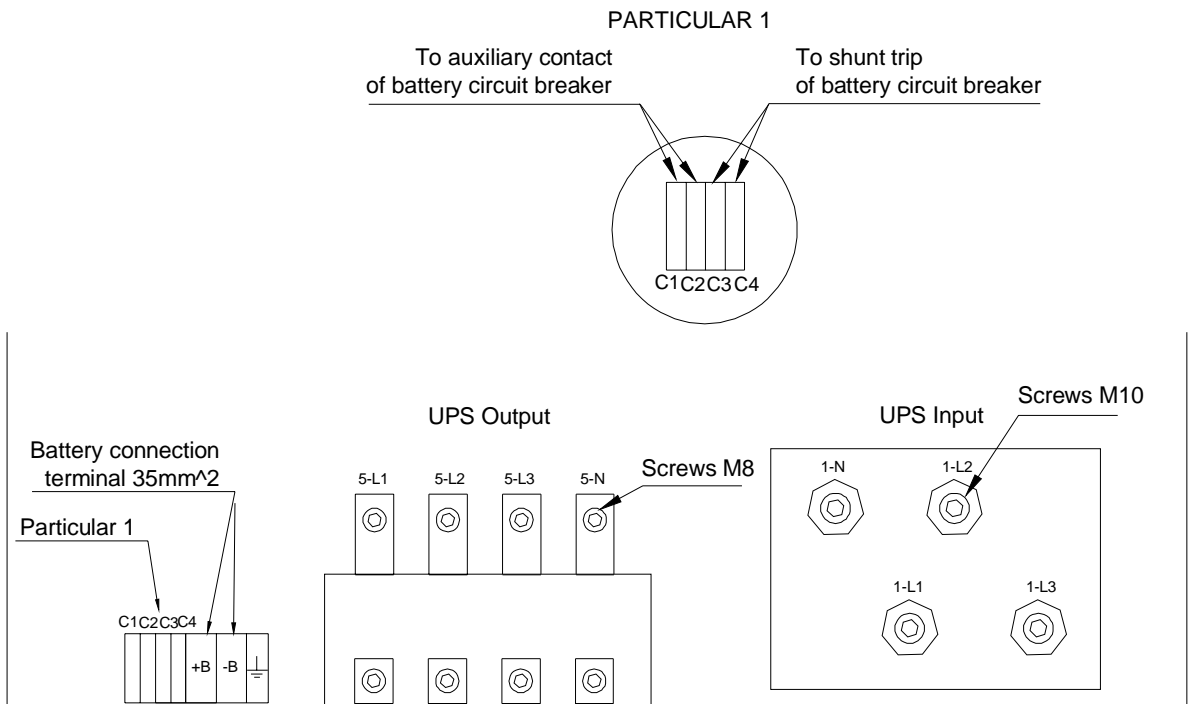 PARTICULAR 1
To auxiliary contact
of battery circuit breaker
To shunt trip
of battery circuit breaker
C1C2C3C4
UPS Output
UPS Input
Screws M10
Battery connection
terminal 35mm^2
Particular 1
5-L1 5-L2 5-L3 5-N
Screws M8
1-N 1-L2
1-L1 1-L3
C1C2C3C4
+B -B